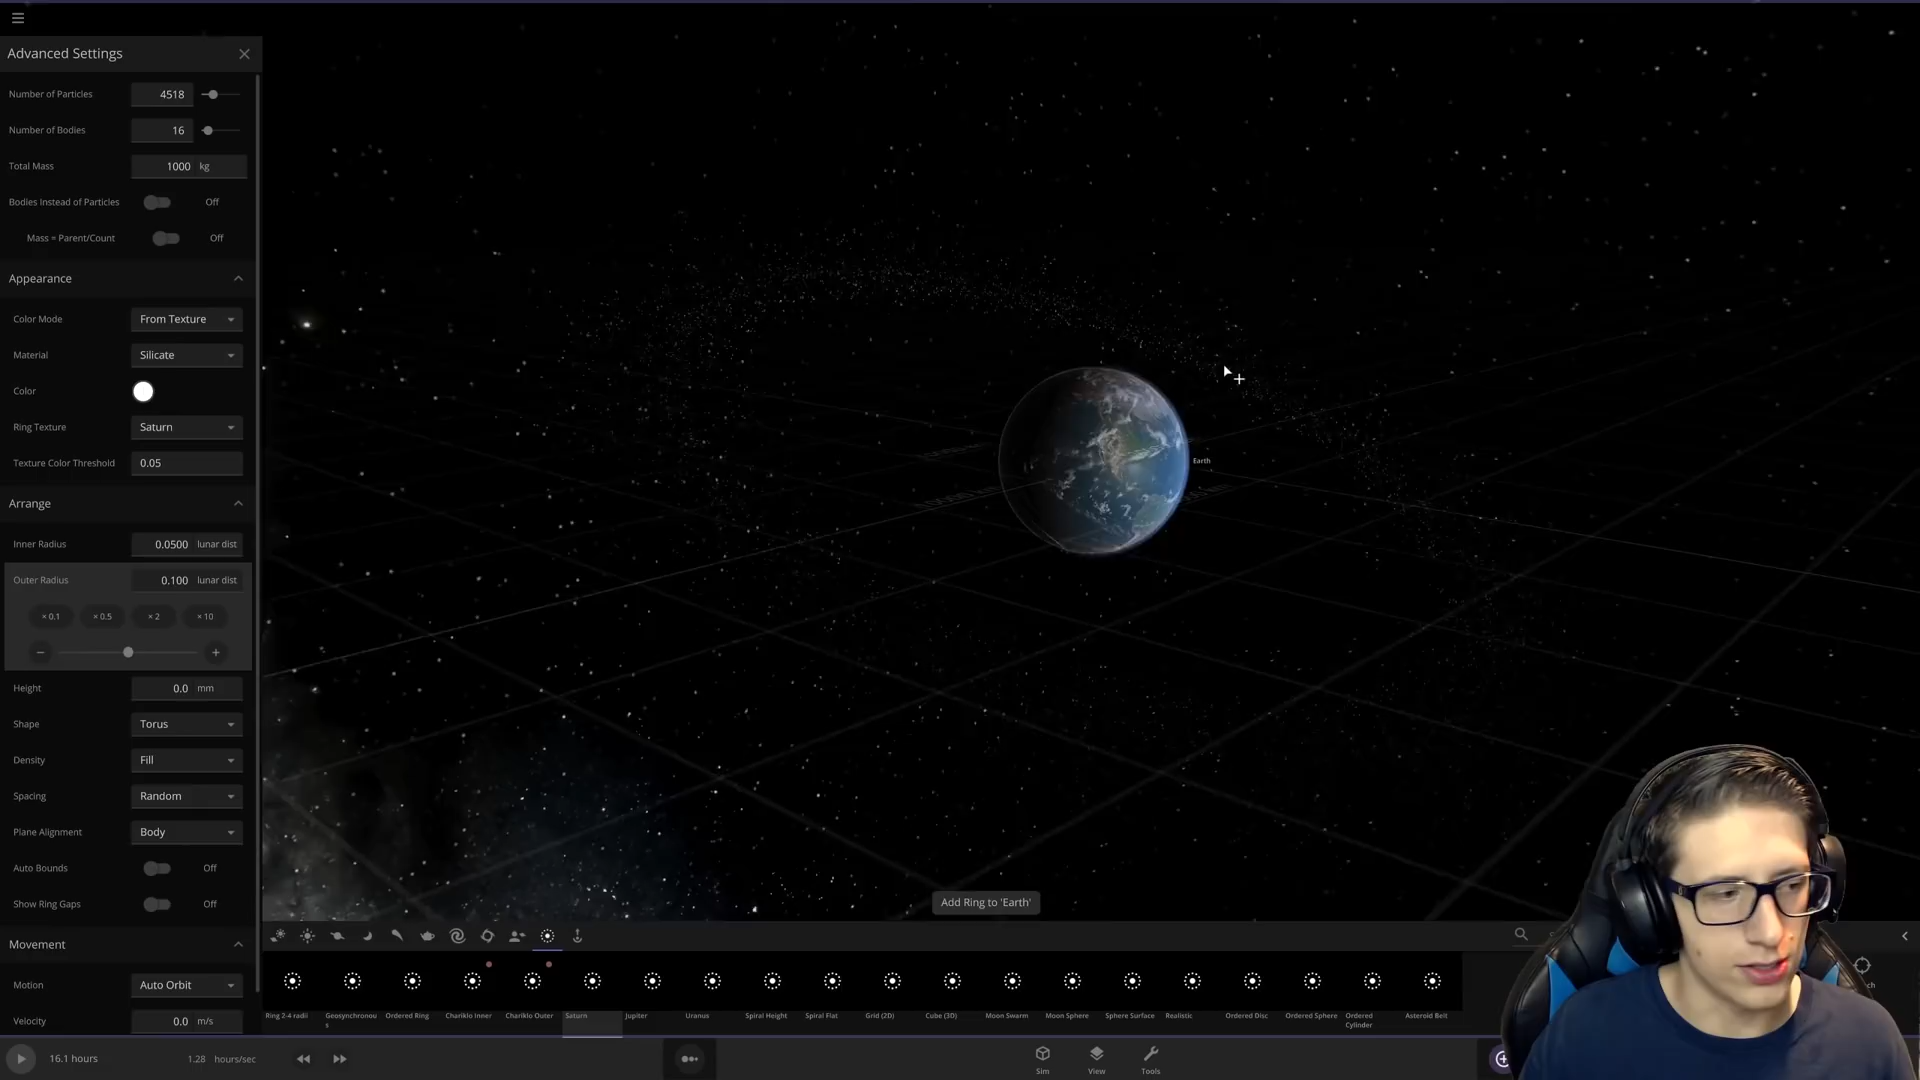 Advanced Settings
Number of Particles 4518
Number of Bodies 16
Total Mass 1000 kg
Bodies Instead of Particles Off
Mass = Parent/Count Off
Appearance
Color Mode From Texture
Material Silicate
Color
Ring Texture Saturn
Texture Color Threshold 0.05
Arrange
Inner Radius 0.0500 lunar dist
Outer Radius 0.100 lunar dist
× 0.1 × 0.5 × 2 × 10
Height 0.0 mm
Shape Torus
Density Fill
Spacing Random
Plane Alignment Body
Auto Bounds Off
Show Ring Gaps Off
Movement
Motion Auto Orbit
Velocity 0.0 m/s
Earth
Add Ring to 'Earth'
Ring 2-4 radii Geosynchronou
s Ordered Ring Chariklo Inner Chariklo Outer Saturn Jupiter Uranus Spiral Height Spiral Flat Grid (2D) Cube (3D) Moon Swarm Moon Sphere Sphere Surface Realistic Ordered Disc Ordered Sphere Ordered
Cylinder Asteroid Belt
16.1 hours 1.28 hours/sec
Sim View Tools